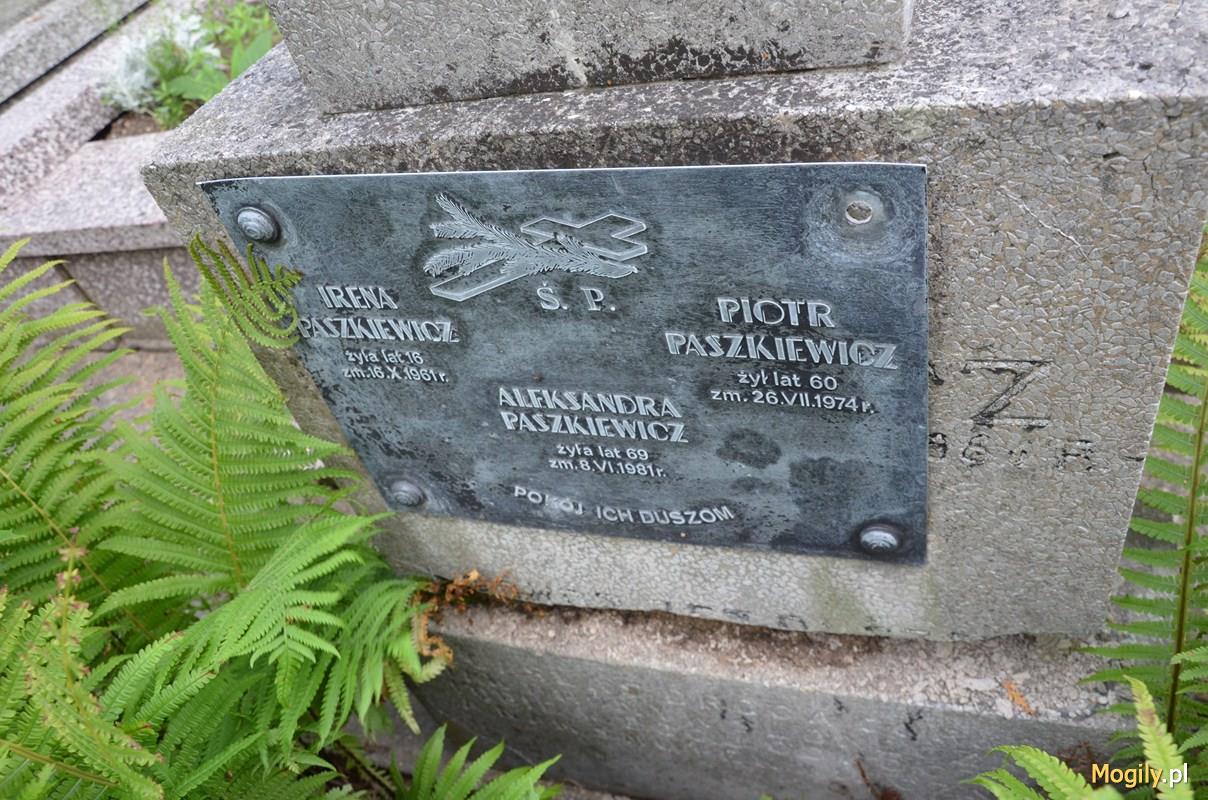 Ś. P.
IRENA
PASZKIEWICZ
żyła lat 16
zm. 16.X.1961 r.
PIOTR
PASZKIEWICZ
żył lat 60
zm. 26.VII.1974 r.
ALEKSANDRA
PASZKIEWICZ
żyła lat 69
zm. 8.VI.1981 r.
POKÓJ ICH DUSZOM
Z
Mogily.pl